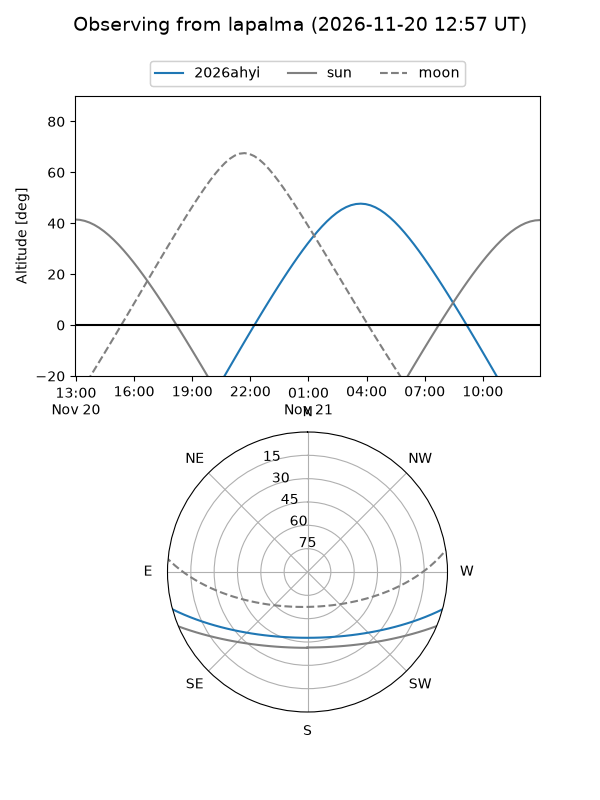 Observing from lapalma (2026-11-20 12:57 UT)
2026ahyi sun moon
Altitude [deg]
80
60
40
20
0
−20
13:00 16:00 19:00 22:00 01:00 04:00 07:00 10:00
Nov 20 Nov 21
N
NE NW
15
30
45
60
75
E W
SE SW
S